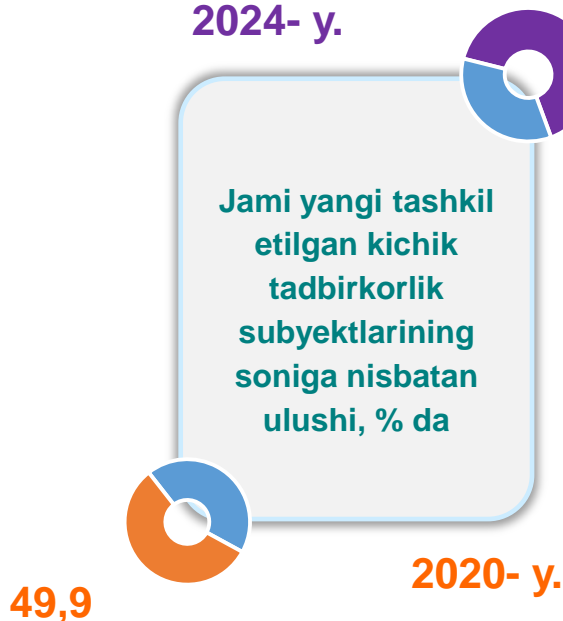 2024- y.
Jami yangi tashkil
etilgan kichik
tadbirkorlik
subyektlarining
soniga nisbatan
ulushi, % da
2020- y.
49,9